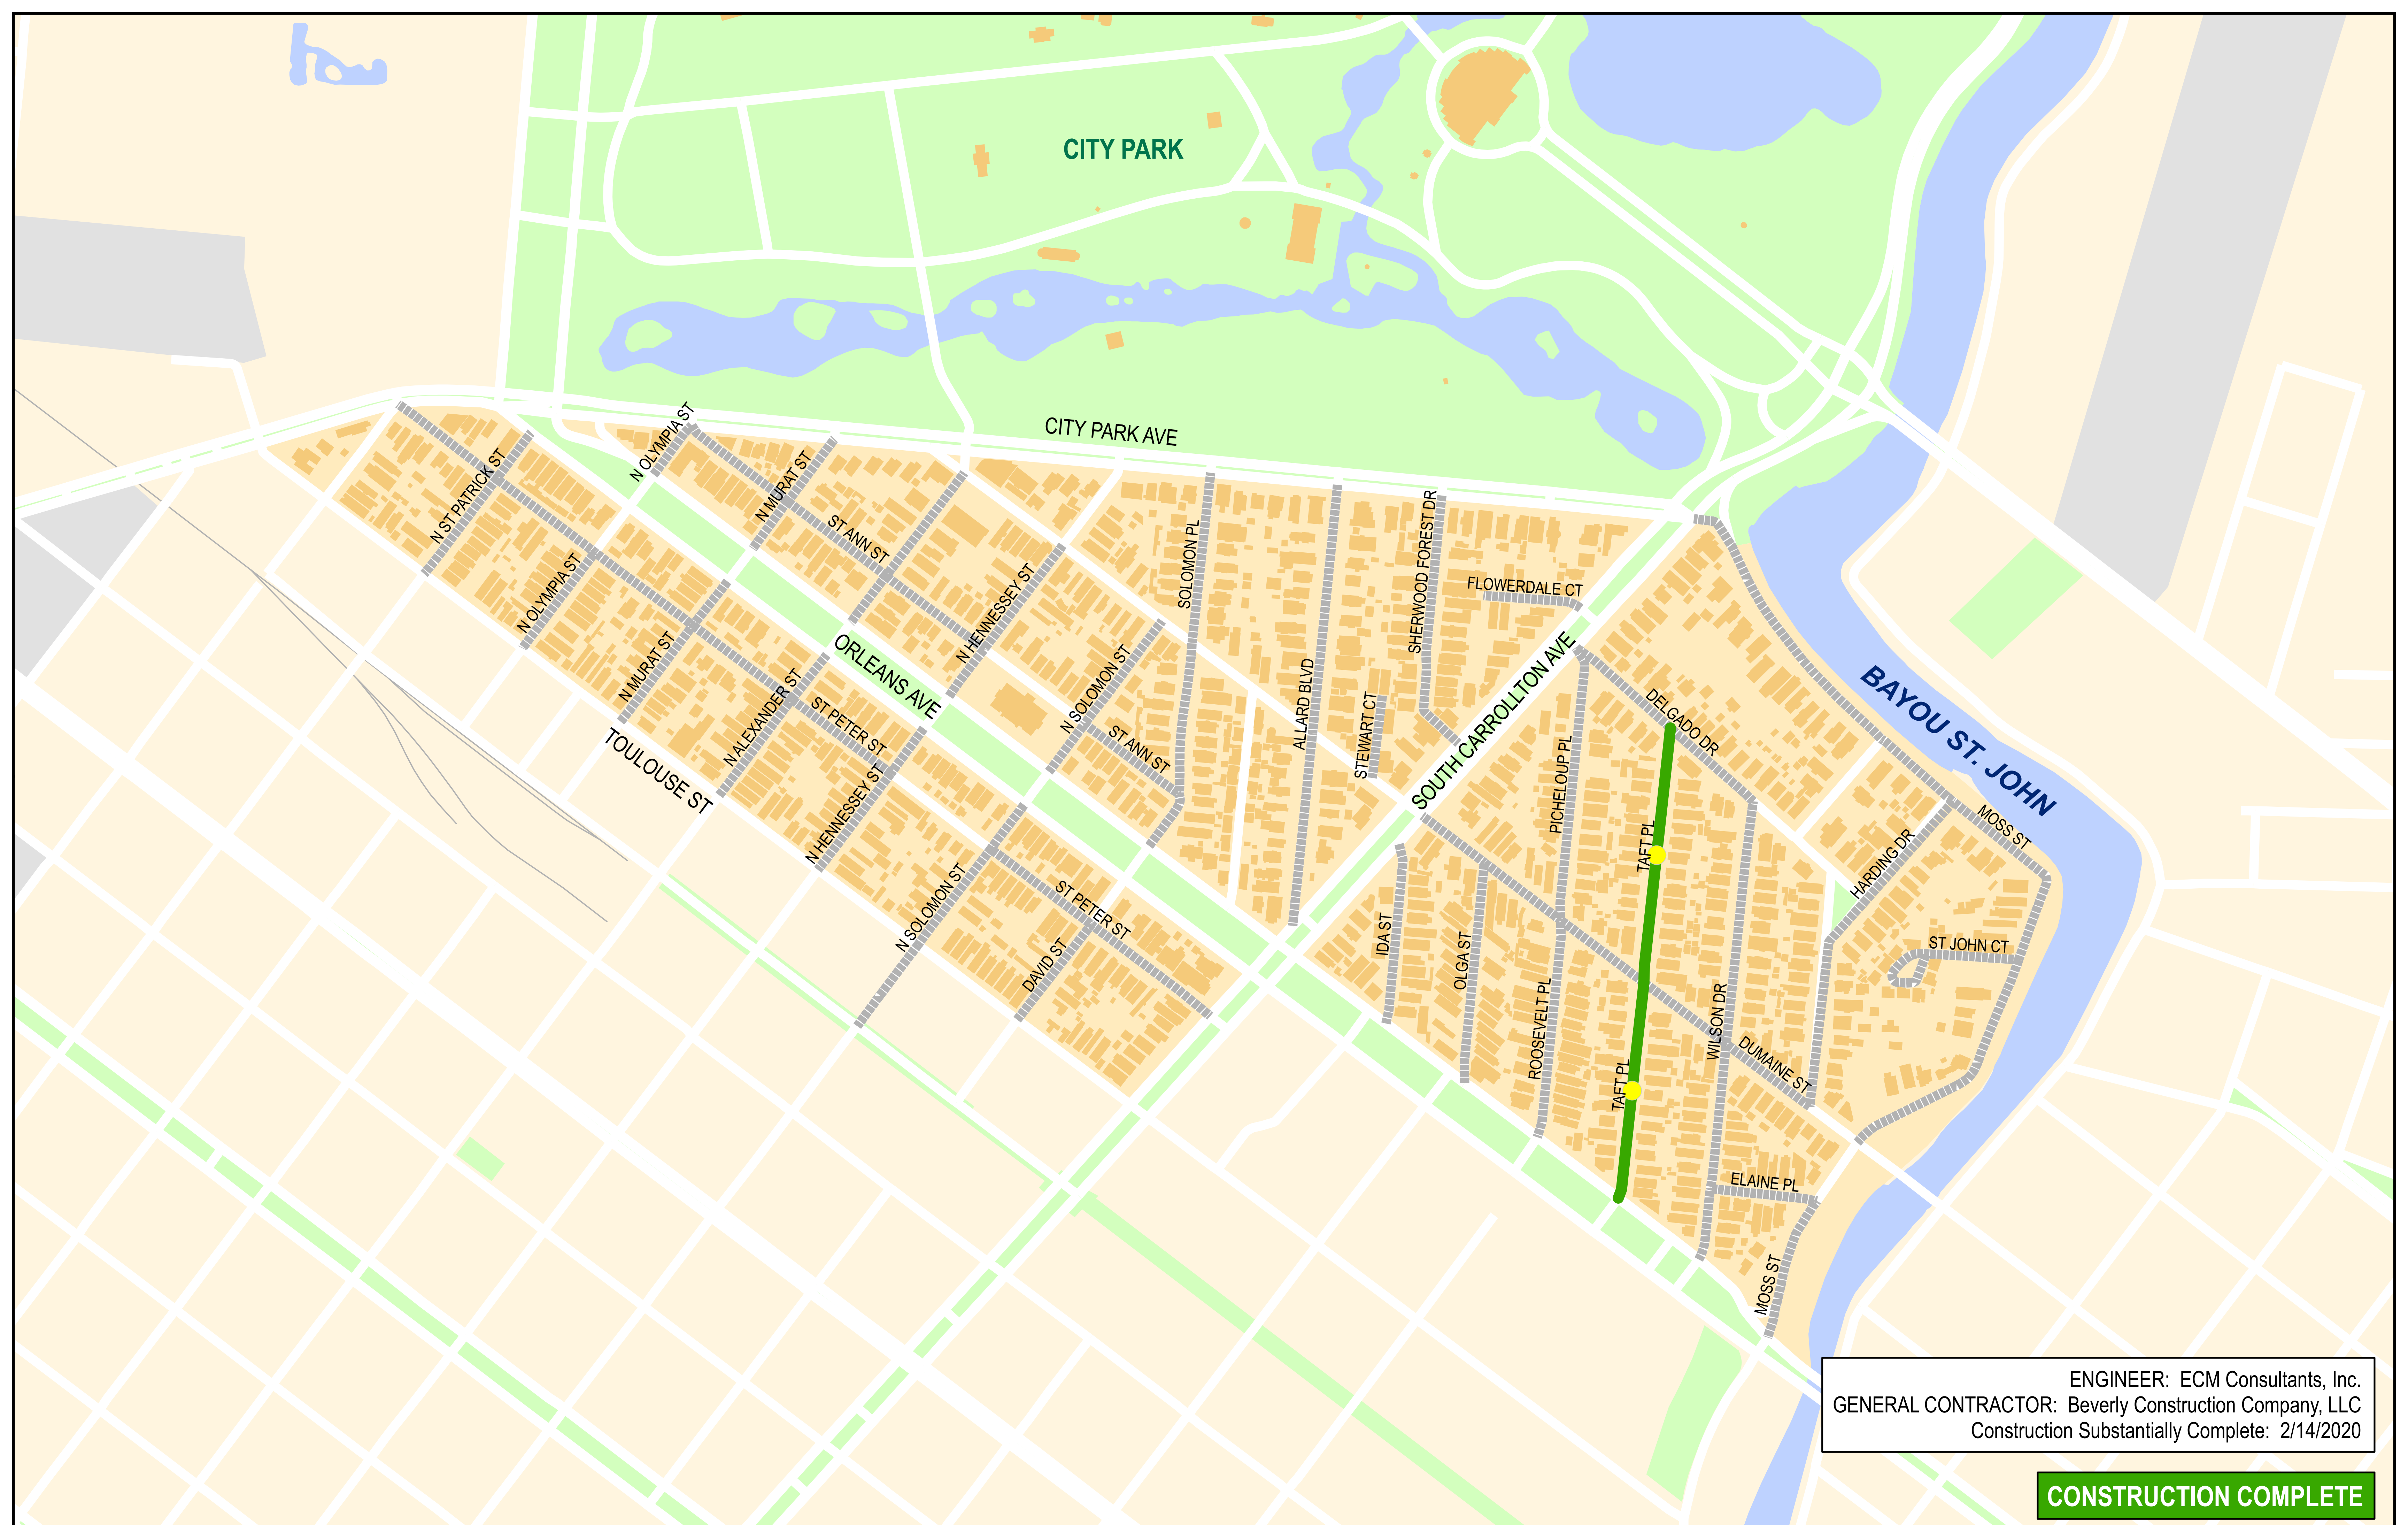 CITY PARK
CITY PARK AVE
N OLYMPIA ST
N ST PATRICK ST
N MURAT ST
ST ANN ST
SOLOMON PL
SHERWOOD FOREST DR
FLOWERDALE CT
N OLYMPIA ST
N HENNESSEY ST
N MURAT ST
ORLEANS AVE
N SOLOMON ST
ALLARD BLVD
STEWART CT
SOUTH CARROLLTON AVE
DELGADO DR
BAYOU ST. JOHN
N ALEXANDER ST
ST PETER ST
ST ANN ST
TOULOUSE ST
PICHELOUP PL
N HENNESSEY ST
TAFT PL
MOSS ST
HARDING DR
N SOLOMON ST
ST PETER ST
IDA ST
OLGA ST
DAVID ST
ST JOHN CT
ROOSEVELT PL
WILSON DR
DUMAINE ST
TAFT PL
ELAINE PL
MOSS ST
ENGINEER: ECM Consultants, Inc.
GENERAL CONTRACTOR: Beverly Construction Company, LLC
Construction Substantially Complete: 2/14/2020
CONSTRUCTION COMPLETE